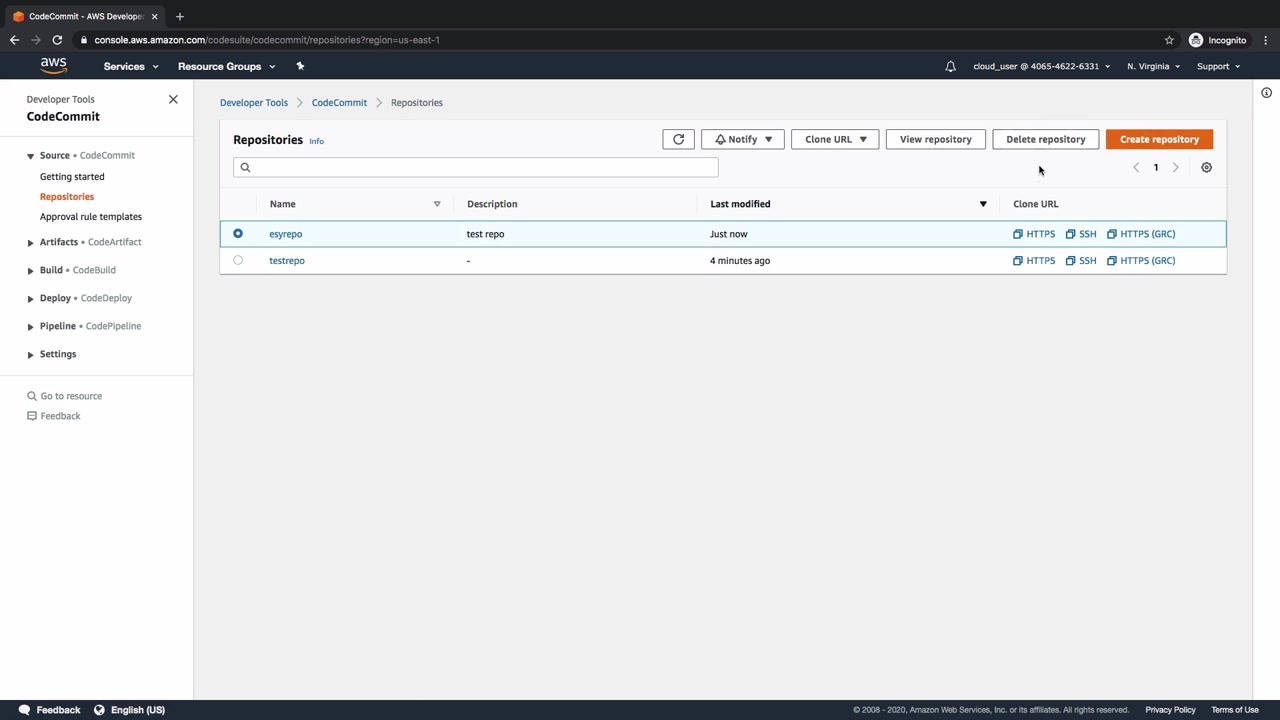 CodeCommit - AWS Developer
console.aws.amazon.com/codesuite/codecommit/repositories?region=us-east-1
Incognito
aws
Services
Resource Groups
cloud_user @ 4065-4622-6331
N. Virginia
Support
Developer Tools
CodeCommit
Source • CodeCommit
Getting started
Repositories
Approval rule templates
Artifacts • CodeArtifact
Build • CodeBuild
Deploy • CodeDeploy
Pipeline • CodePipeline
Settings
Go to resource
Feedback
Developer Tools > CodeCommit > Repositories
Repositories Info
Notify
Clone URL
View repository
Delete repository
Create repository
1
Name Description Last modified Clone URL
esyrepo test repo Just now HTTPS SSH HTTPS (GRC)
testrepo - 4 minutes ago HTTPS SSH HTTPS (GRC)
Feedback English (US) © 2008 - 2020, Amazon Web Services, Inc. or its affiliates. All rights reserved. Privacy Policy Terms of Use